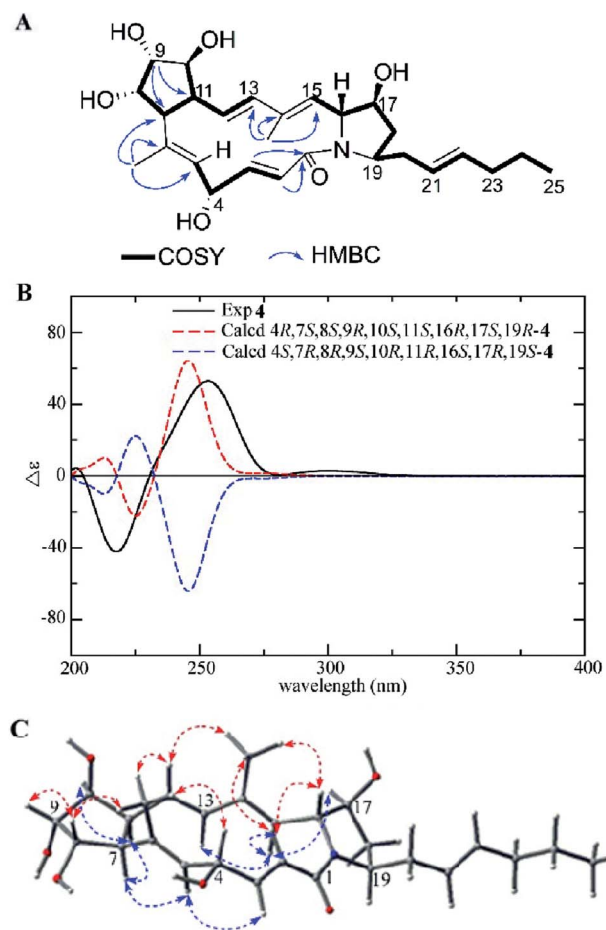 A
HO 9 HO
HO 11 13 15 H OH
17
H N 19 21 23 25
O
4
HO
COSY HMBC
B
Exp 4
Calcd 4R,7S,8S,9R,10S,11S,16R,17S,19R-4
Calcd 4S,7R,8R,9S,10R,11R,16S,17R,19S-4
80
40
0
-40
-80
Δε
200 250 300 350 400
wavelength (nm)
C
9 13 17
7 4 1 19